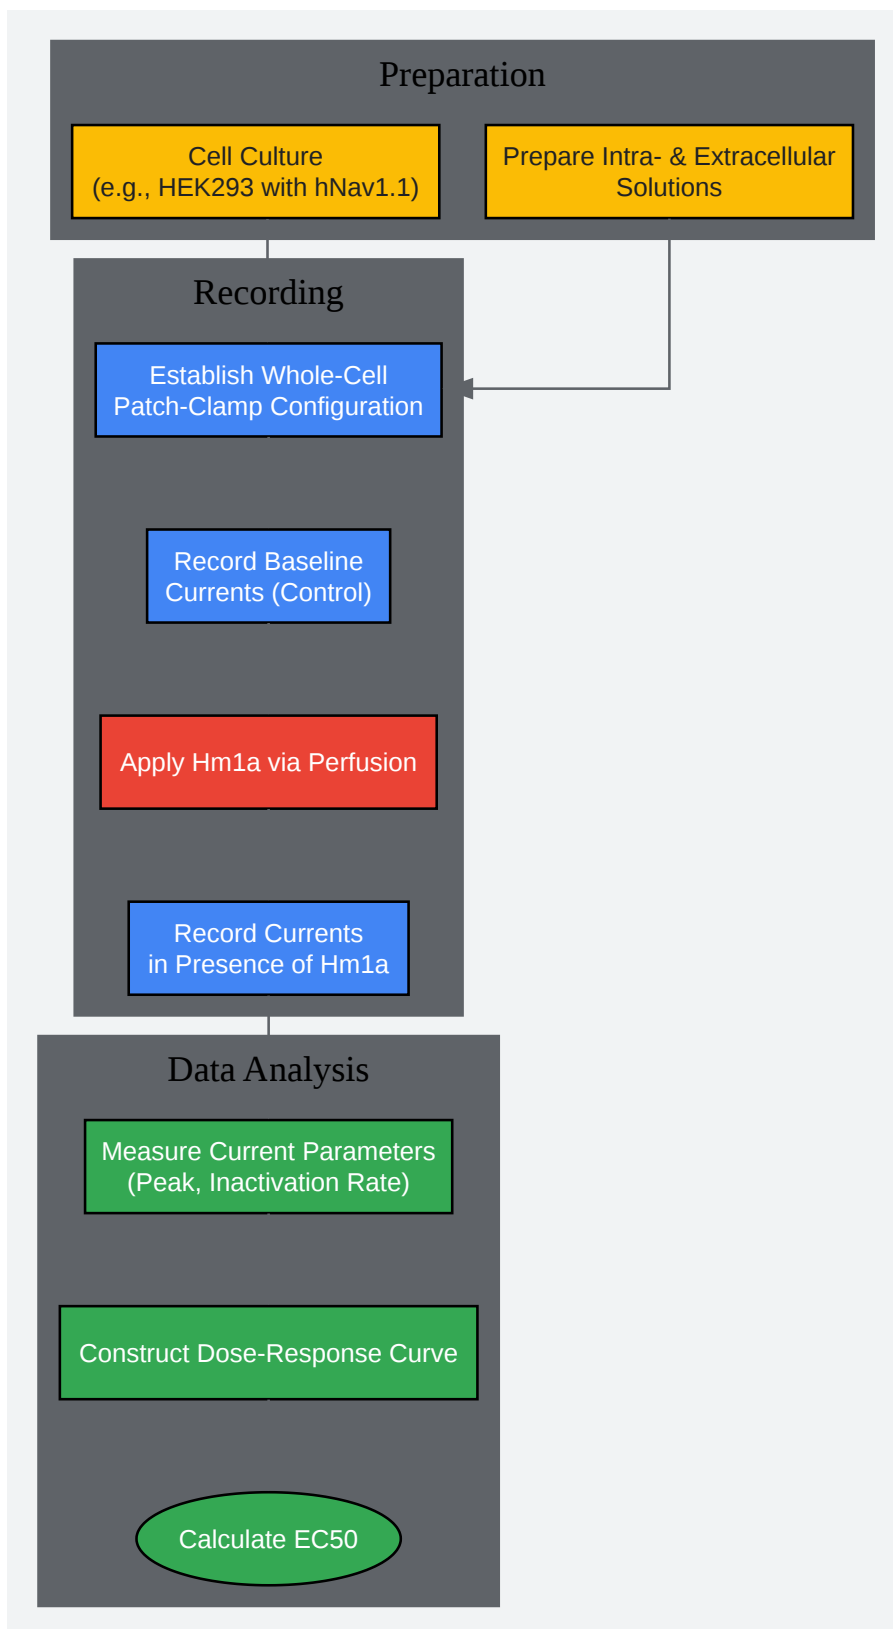 Preparation
Cell Culture
(e.g., HEK293 with hNav1.1)
Prepare Intra- & Extracellular
Solutions
Recording
Establish Whole-Cell
Patch-Clamp Configuration
Record Baseline
Currents (Control)
Apply Hm1a via Perfusion
Record Currents
in Presence of Hm1a
Data Analysis
Measure Current Parameters
(Peak, Inactivation Rate)
Construct Dose-Response Curve
Calculate EC50